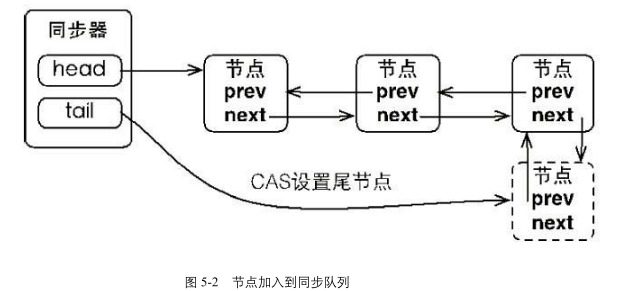 同步器
head
tail
节点
prev
next
节点
prev
next
节点
prev
next
节点
prev
next
CAS设置尾节点
图 5-2 节点加入到同步队列